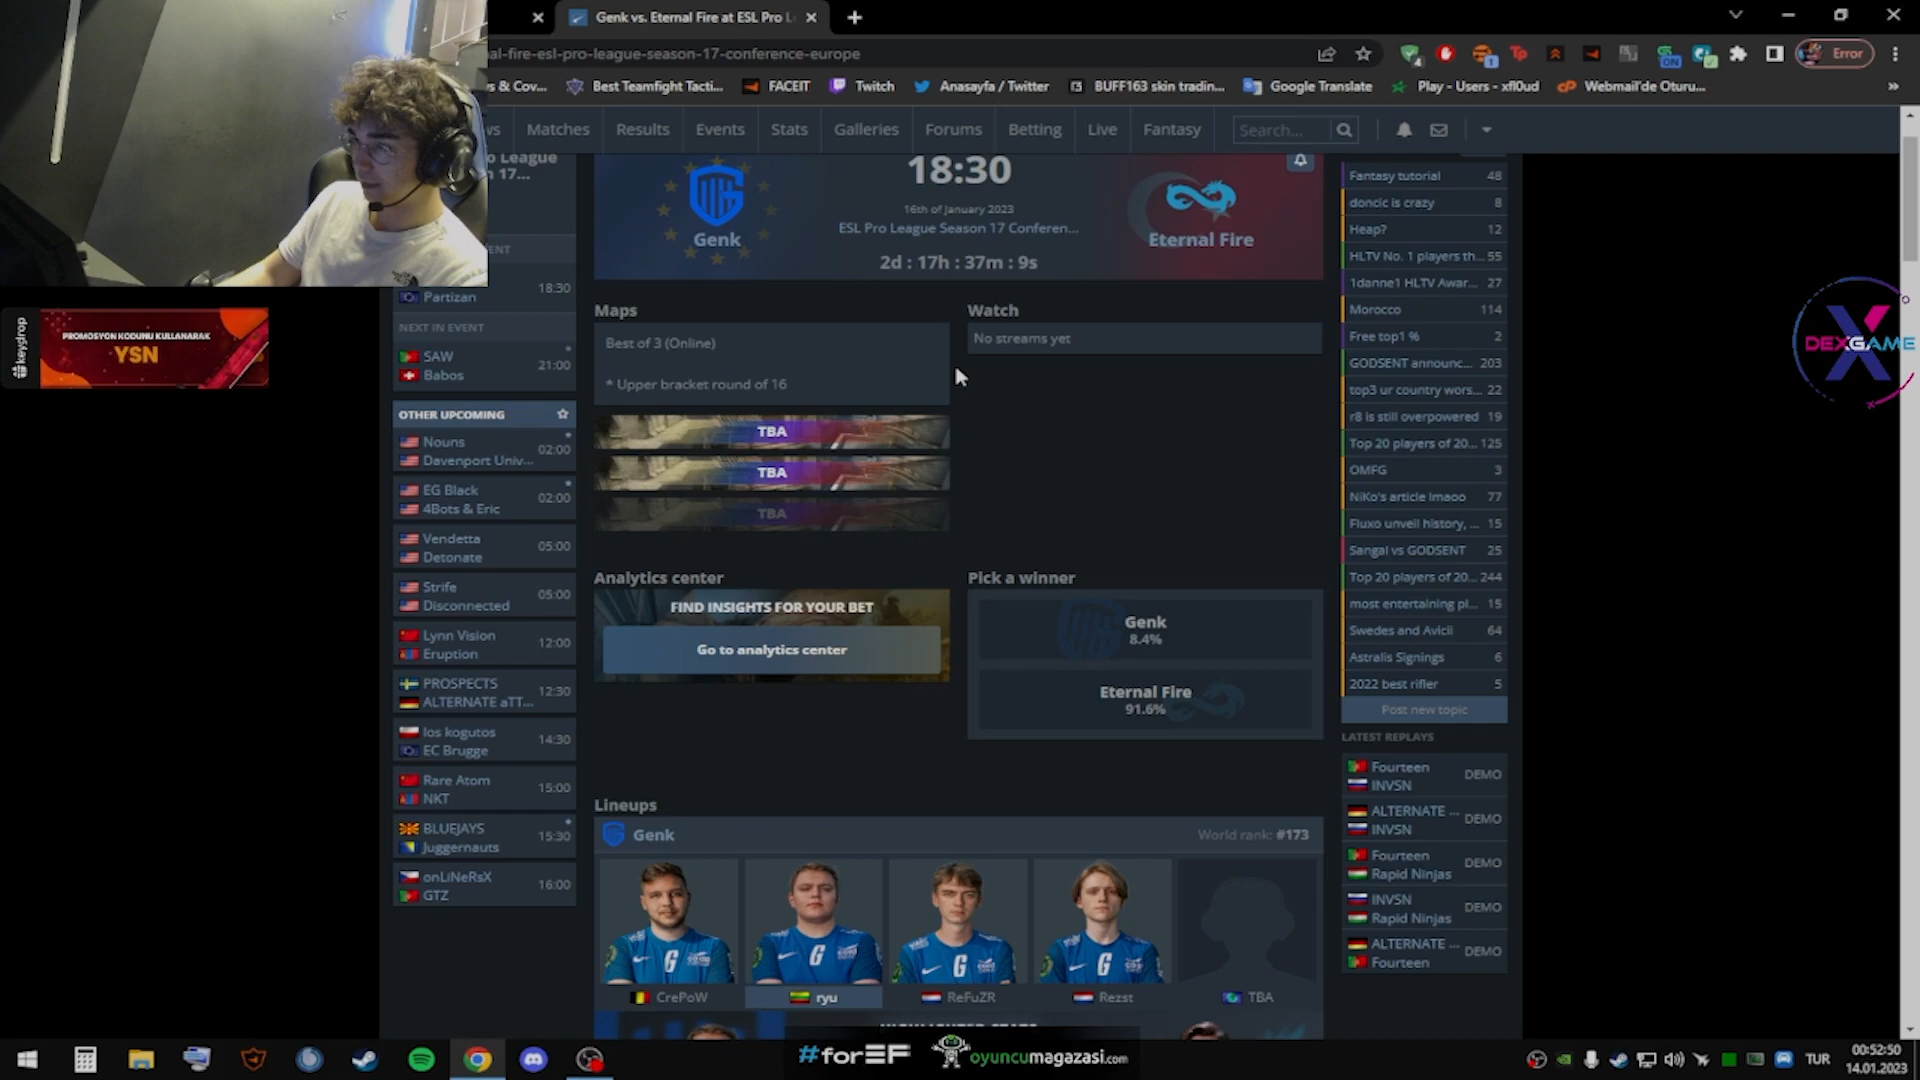 Genk vs. Eternal Fire at ESL Pro L
al-fire-esl-pro-league-season-17-conference-europe
Error
s & Cov...
Best Teamfight Tacti...
FACEIT
Twitch
Anasayfa / Twitter
BUFF163 skin tradin...
Google Translate
Play - Users - xfl0ud
Webmail'de Oturu...
ws
Matches
Results
Events
Stats
Galleries
Forums
Betting
Live
Fantasy
Search...
o League
n 17...
ENT
Partizan
18:30
NEXT IN EVENT
SAW
Babos
21:00
OTHER UPCOMING
Nouns
Davenport Univ...
02:00
EG Black
4Bots & Eric
02:00
Vendetta
Detonate
05:00
Strife
Disconnected
05:00
Lynn Vision
Eruption
12:00
PROSPECTS
ALTERNATE aTT...
12:30
los kogutos
EC Brugge
14:30
Rare Atom
NKT
15:00
BLUEJAYS
Juggernauts
15:30
onLiNeRsX
GTZ
16:00
keydrop
PROMOSYON KODUNU KULLANARAK
YSN
Genk
18:30
16th of January 2023
ESL Pro League Season 17 Conferen...
2d : 17h : 37m : 9s
Eternal Fire
Maps
Best of 3 (Online)
* Upper bracket round of 16
TBA
TBA
TBA
Watch
No streams yet
Analytics center
FIND INSIGHTS FOR YOUR BET
Go to analytics center
Pick a winner
Genk
8.4%
Eternal Fire
91.6%
Lineups
Genk
World rank: #173
CrePoW
ryu
ReFuZR
Rezst
TBA
Fantasy tutorial 48
doncic is crazy 8
Heap? 12
HLTV No. 1 players th... 55
1danne1 HLTV Awar... 27
Morocco 114
Free top1 % 2
GODSENT announc... 203
top3 ur country wors... 22
r8 is still overpowered 19
Top 20 players of 20... 125
OMFG 3
NiKo's article lmaoo 77
Fluxo unveil history, ... 15
Sangal vs GODSENT 25
Top 20 players of 20... 244
most entertaining pl... 15
Swedes and Avicii 64
Astralis Signings 6
2022 best rifler 5
Post new topic
LATEST REPLAYS
Fourteen
INVSN
DEMO
ALTERNATE ...
INVSN
DEMO
Fourteen
Rapid Ninjas
DEMO
INVSN
Rapid Ninjas
DEMO
ALTERNATE ...
Fourteen
DEMO
DEXGAME
#forEF
oyuncumagazasi.com
TUR
00:52:50
14.01.2023